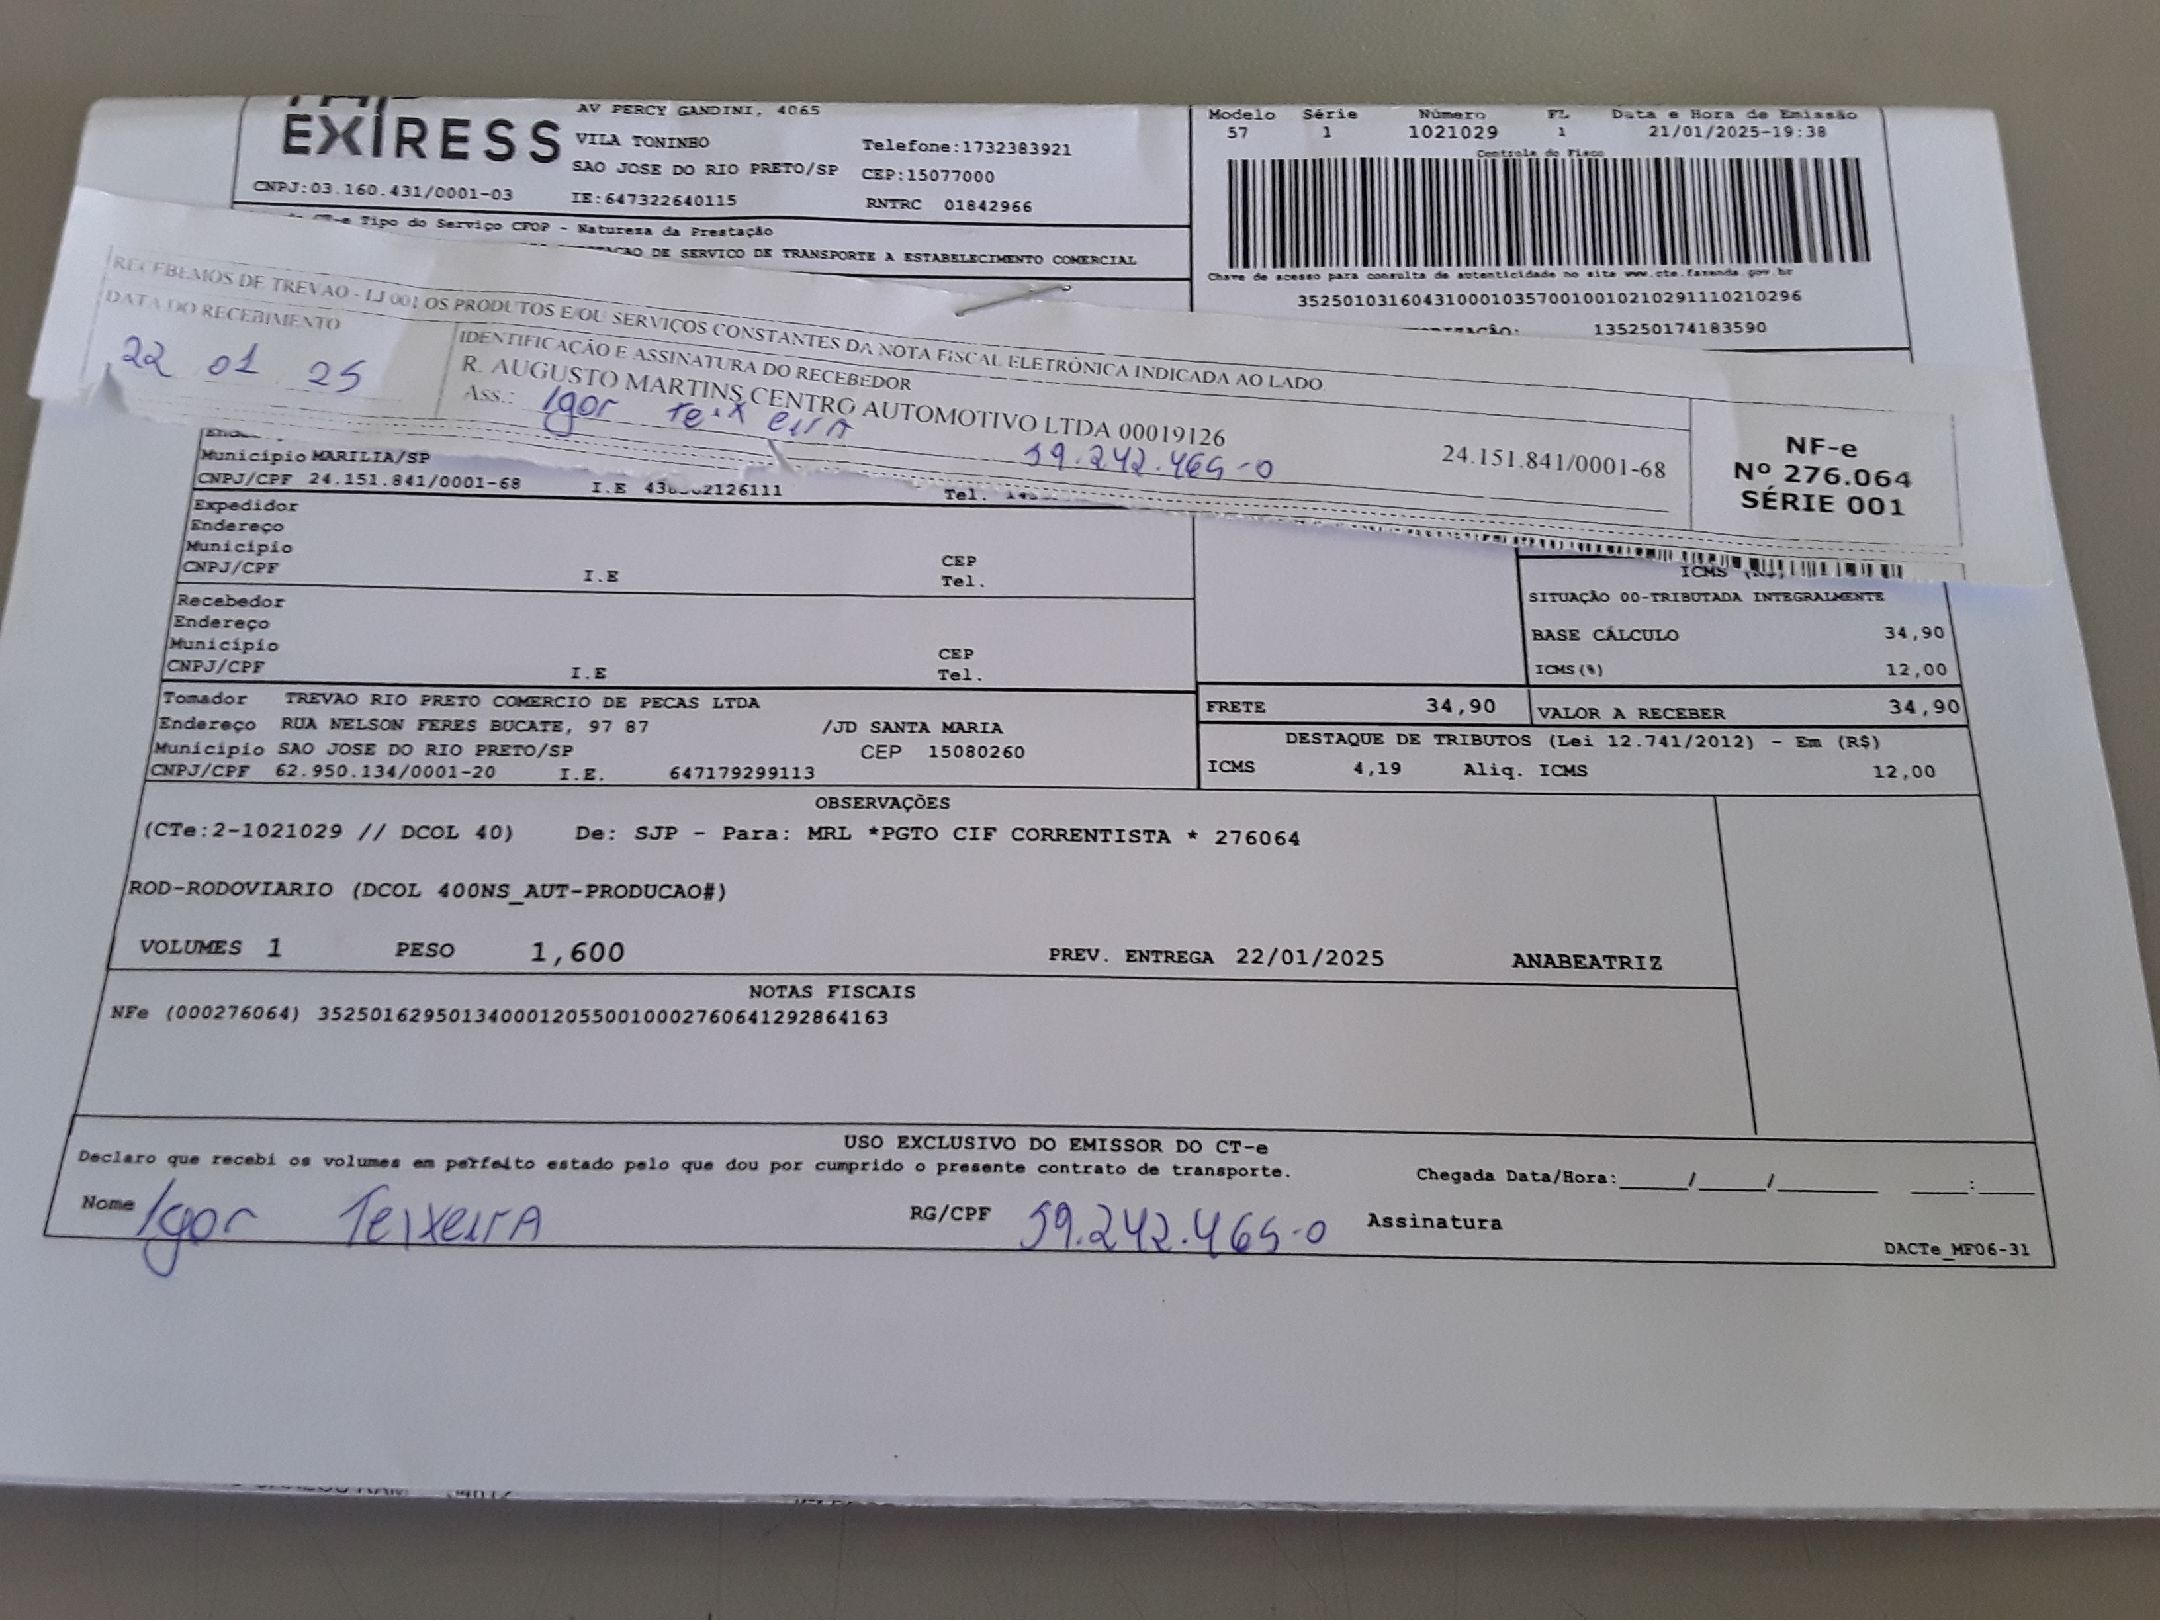 EXIRESS
AV PERCY GANDINI, 4065
VILA TONINHO
SAO JOSE DO RIO PRETO/SP
Telefone:1732383921
CEP:15077000
CNPJ:03.160.431/0001-03 IE:647322640115 RNTRC 01842966
CT-e Tipo do Serviço CFOP - Natureza da Prestação
DE SERVICO DE TRANSPORTE A ESTABELECIMENTO COMERCIAL
Modelo Série Número FL Data e Hora de Emissão
57 1 1021029 1 21/01/2025-19:38
Controle do Fisco
Chave de acesso para consulta de autenticidade no site www.cte.fazenda.gov.br
35250103160431000103570010010210291110210296
135250174183590
RECEBEMOS DE TREVAO - LJ 001 OS PRODUTOS E/OU SERVIÇOS CONSTANTES DA NOTA FISCAL ELETRÔNICA INDICADA AO LADO
DATA DO RECEBIMENTO
22 01 25
IDENTIFICAÇÃO E ASSINATURA DO RECEBEDOR
R. AUGUSTO MARTINS CENTRO AUTOMOTIVO LTDA 00019126
24.151.841/0001-68
Ass.: Igor Teixeira
59.242.465-0
NF-e
Nº 276.064
SÉRIE 001
Município MARILIA/SP
CNPJ/CPF 24.151.841/0001-68 I.E Tel.
Expedidor
Endereço
Município CEP
CNPJ/CPF I.E Tel.
Recebedor
Endereço
Município CEP
CNPJ/CPF I.E Tel.
ICMS
SITUAÇÃO 00-TRIBUTADA INTEGRALMENTE
BASE CÁLCULO 34,90
ICMS(%) 12,00
Tomador TREVAO RIO PRETO COMERCIO DE PECAS LTDA
Endereço RUA NELSON FERES BUCATE, 97 87 /JD SANTA MARIA
Município SAO JOSE DO RIO PRETO/SP CEP 15080260
CNPJ/CPF 62.950.134/0001-20 I.E. 647179299113
FRETE 34,90 VALOR A RECEBER 34,90
DESTAQUE DE TRIBUTOS (Lei 12.741/2012) - Em (R$)
ICMS 4,19 Aliq. ICMS 12,00
OBSERVAÇÕES
(CTe:2-1021029 // DCOL 40) De: SJP - Para: MRL *PGTO CIF CORRENTISTA * 276064
ROD-RODOVIARIO (DCOL 400NS_AUT-PRODUCAO#)
VOLUMES 1 PESO 1,600 PREV. ENTREGA 22/01/2025 ANABEATRIZ
NOTAS FISCAIS
NFe (000276064) 35250162950134000120550010002760641292864163
USO EXCLUSIVO DO EMISSOR DO CT-e
Declaro que recebi os volumes em perfeito estado pelo que dou por cumprido o presente contrato de transporte.
Chegada Data/Hora:_____/_____/_______ ____:____
Nome Igor Teixeira RG/CPF 59.242.465-0 Assinatura
DACTe_MF06-31